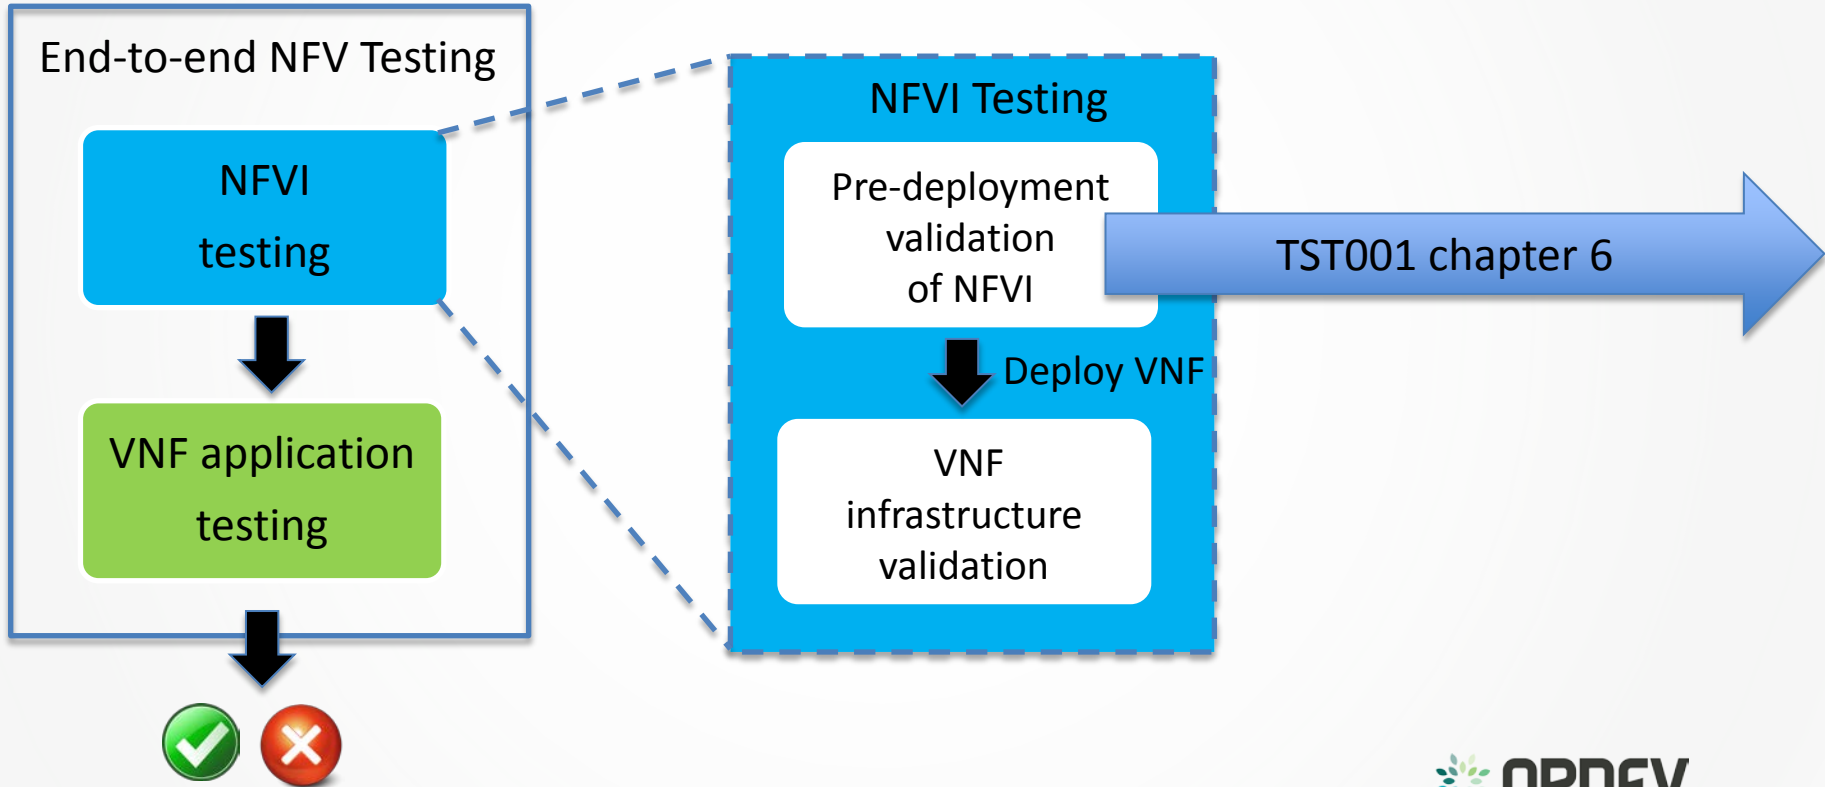 End-to-end NFV Testing
NFVI
testing
VNF application
testing
NFVI Testing
Pre-deployment
validation
of NFVI
Deploy VNF
VNF
infrastructure
validation
TST001 chapter 6
OPNFV